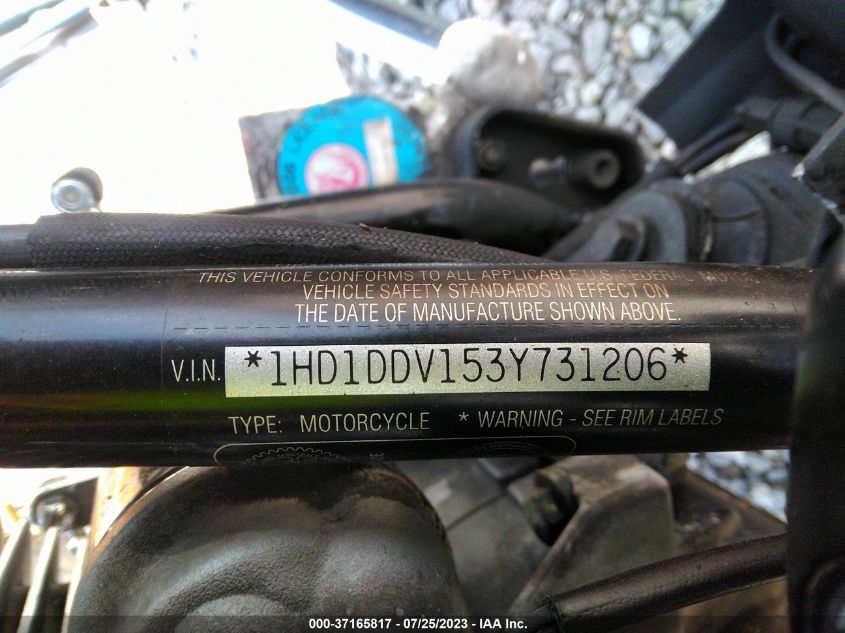 THIS VEHICLE CONFORMS TO ALL APPLICABLE U.S. FEDERAL MOTOR
VEHICLE SAFETY STANDARDS IN EFFECT ON
THE DATE OF MANUFACTURE SHOWN ABOVE.
V.I.N. *1HD1DDV153Y731206*
TYPE: MOTORCYCLE * WARNING - SEE RIM LABELS
000-37165817 - 07/25/2023 - IAA Inc.